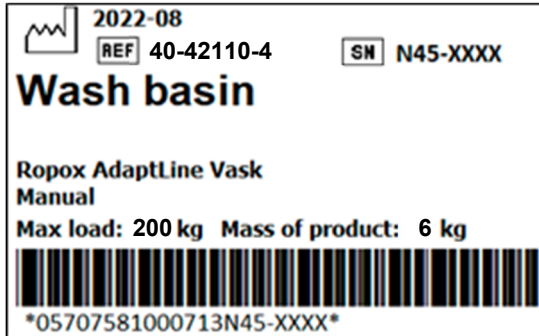 2022-08
REF 40-42110-4 SN N45-XXXX
Wash basin
Ropox AdaptLine Vask
Manual
Max load: 200 kg Mass of product: 6 kg
*05707581000713N45-XXXX*